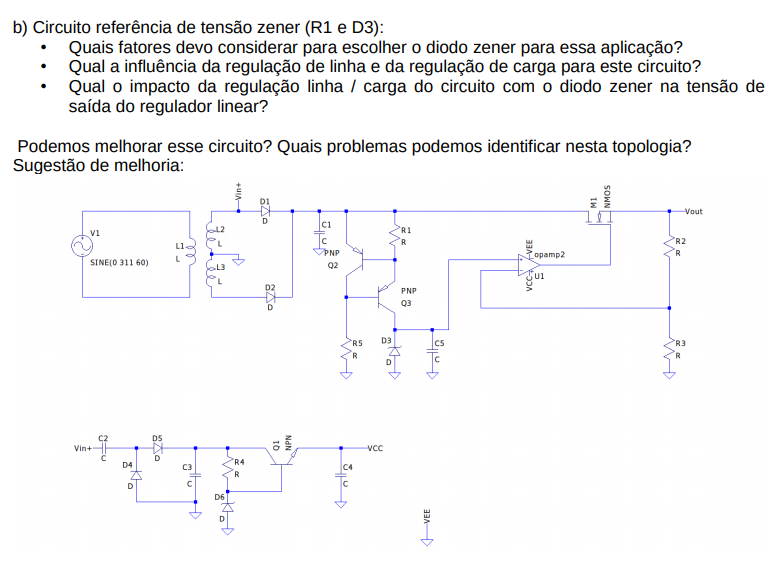 b) Circuito referência de tensão zener (R1 e D3):
• Quais fatores devo considerar para escolher o diodo zener para essa aplicação?
• Qual a influência da regulação de linha e da regulação de carga para este circuito?
• Qual o impacto da regulação linha / carga do circuito com o diodo zener na tensão de
saída do regulador linear?
Podemos melhorar esse circuito? Quais problemas podemos identificar nesta topologia?
Sugestão de melhoria:
Vin+
D1
D
M1
NMOS
Vout
V1
SINE(0 311 60)
L1
L
L2
L
L3
L
C1
C
PNP
Q2
R1
R
VEE
opamp2
VCC
U1
R2
R
D2
D
PNP
Q3
R5
R
D3
D
C5
C
R3
R
Vin+
C2
C
D5
D
D4
D
C3
C
R4
R
D6
D
Q1
NPN
VCC
C4
C
VEE